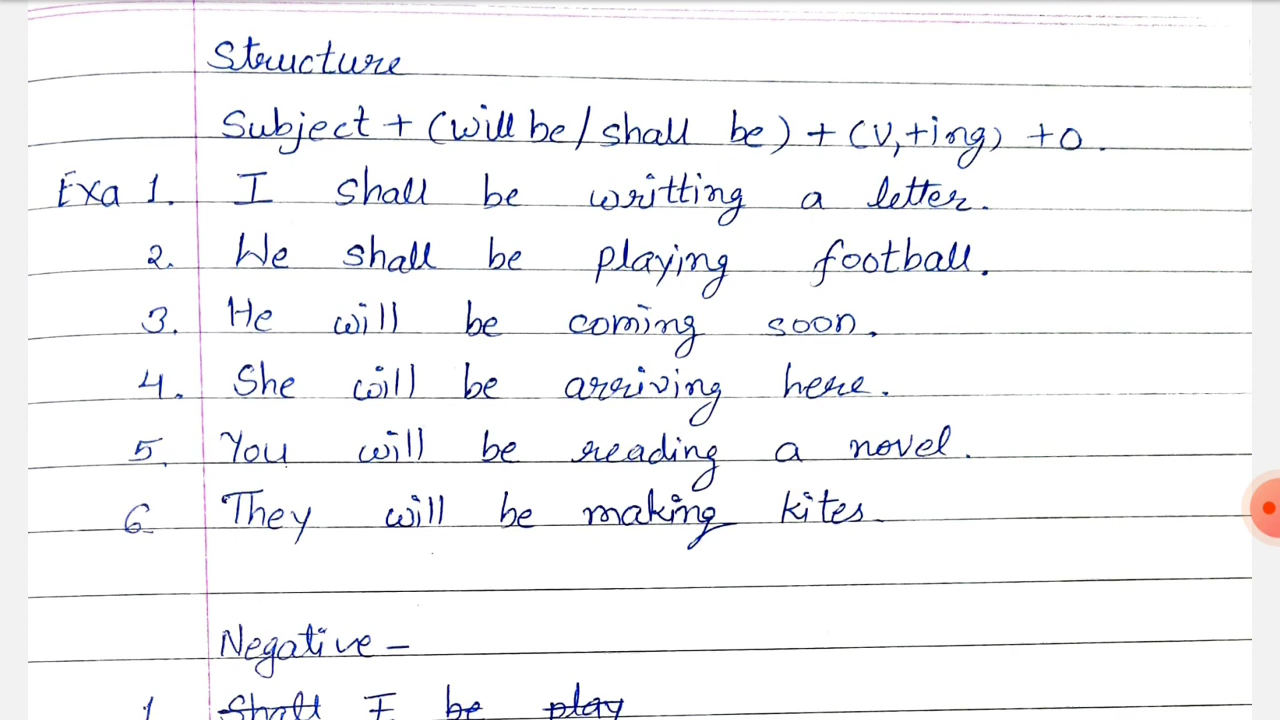 Structure
Subject + (will be / shall be) + (V₁+ing) + O.
Exa 1. I shall be writting a letter.
2. We shall be playing football.
3. He will be coming soon.
4. She will be arriving here.
5. You will be reading a novel.
6 They will be making kites.
Negative -
1 Shall I be play